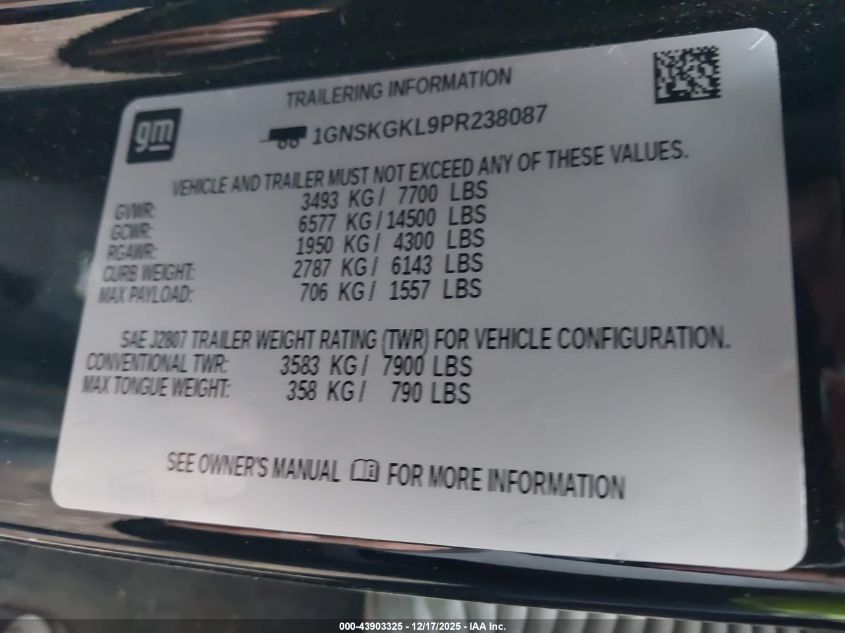 TRAILERING INFORMATION
gm
1GNSKGKL9PR238087
VEHICLE AND TRAILER MUST NOT EXCEED ANY OF THESE VALUES.
GVWR: 3493 KG / 7700 LBS
GCWR: 6577 KG / 14500 LBS
RGAWR: 1950 KG / 4300 LBS
CURB WEIGHT: 2787 KG / 6143 LBS
MAX PAYLOAD: 706 KG / 1557 LBS
SAE J2807 TRAILER WEIGHT RATING (TWR) FOR VEHICLE CONFIGURATION.
CONVENTIONAL TWR: 3583 KG / 7900 LBS
MAX TONGUE WEIGHT: 358 KG / 790 LBS
SEE OWNER'S MANUAL FOR MORE INFORMATION
000-43903325 - 12/17/2025 - IAA Inc.